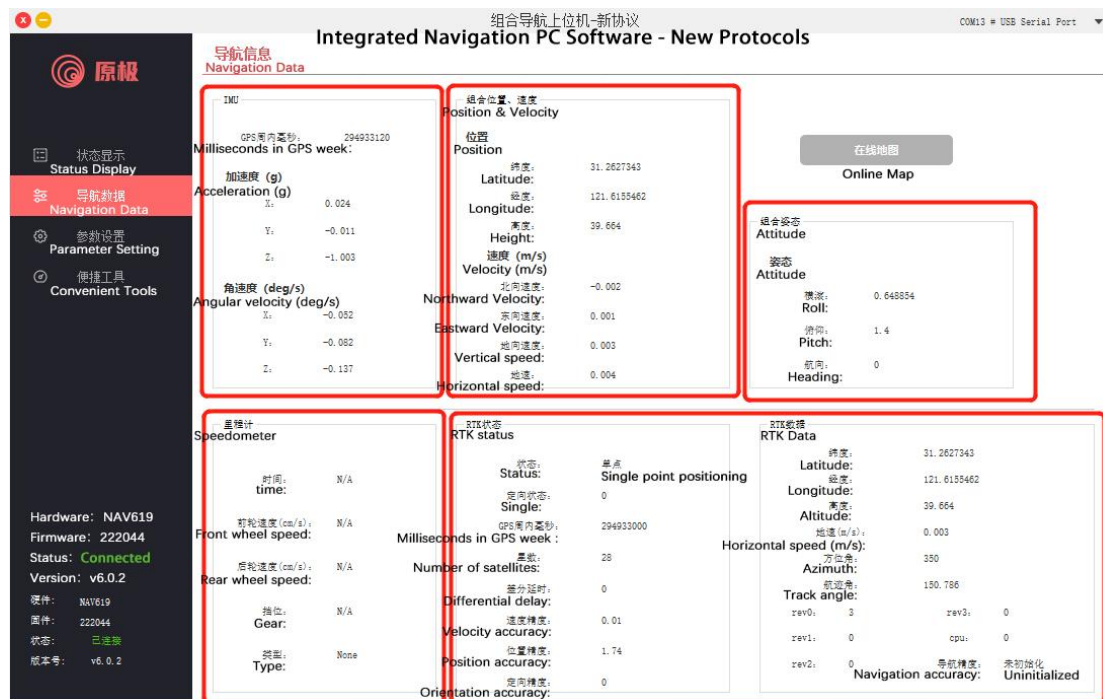 组合导航上位机-新协议
COM13 # USB Serial Port
Integrated Navigation PC Software - New Protocols
原极
状态显示
Status Display
导航数据
Navigation Data
参数设置
Parameter Setting
便捷工具
Convenient Tools
Hardware: NAV619
Firmware: 222044
Status: Connected
Version: v6.0.2
硬件: NAV619
固件: 222044
状态: 已连接
版本号: v6.0.2
导航信息
Navigation Data
IMU
GPS周内毫秒: 294933120
Milliseconds in GPS week:
加速度 (g)
Acceleration (g)
X: 0.024
Y: -0.011
Z: -1.003
角速度 (deg/s)
Angular velocity (deg/s)
X: -0.052
Y: -0.082
Z: -0.137
组合位置、速度
Position & Velocity
位置
Position
纬度: 31.2627343
Latitude:
经度: 121.6155462
Longitude:
高度: 39.664
Height:
速度 (m/s)
Velocity (m/s)
北向速度: -0.002
Northward Velocity:
东向速度: 0.001
Eastward Velocity:
地向速度: 0.003
Vertical speed:
地速: 0.004
Horizontal speed:
在线地图
Online Map
组合姿态
Attitude
姿态
Attitude
横滚: 0.648854
Roll:
俯仰: 1.4
Pitch:
航向: 0
Heading:
里程计
Speedometer
时间: N/A
time:
前轮速度(cm/s): N/A
Front wheel speed:
后轮速度(cm/s): N/A
Rear wheel speed:
挡位: N/A
Gear:
类型: None
Type:
RTK状态
RTK status
状态: 单点
Status: Single point positioning
定向状态: 0
Single:
GPS周内毫秒: 294933000
Milliseconds in GPS week :
星数: 28
Number of satellites:
差分延时: 0
Differential delay:
速度精度: 0.01
Velocity accuracy:
位置精度: 1.74
Position accuracy:
定向精度: 0
Orientation accuracy:
RTK数据
RTK Data
纬度: 31.2627343
Latitude:
经度: 121.6155462
Longitude:
高度: 39.664
Altitude:
地速(m/s): 0.003
Horizontal speed (m/s):
方位角: 350
Azimuth:
航迹角: 150.786
Track angle:
rev0: 3 rev3: 0
rev1: 0 cpu: 0
rev2: 0 导航精度: 未初始化
Navigation accuracy: Uninitialized